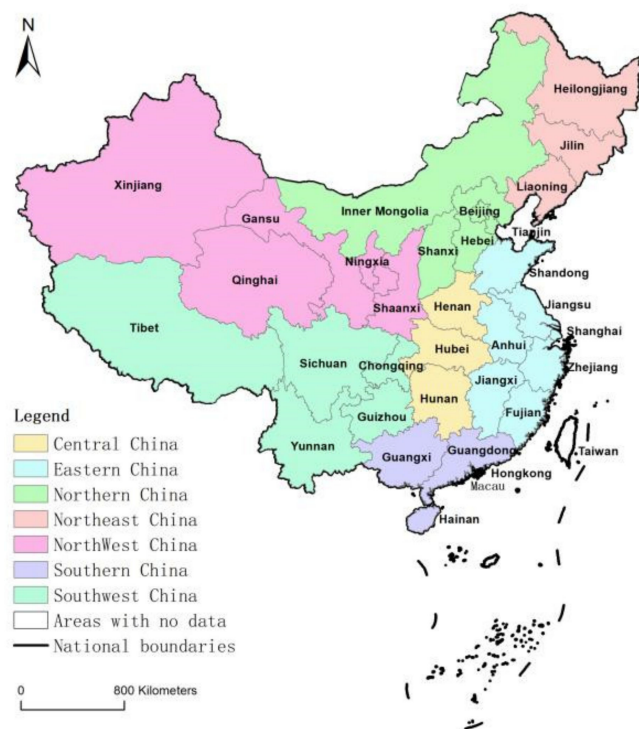 N
Heilongjiang
Jilin
Liaoning
Xinjiang
Gansu
Inner Mongolia
Beijing
Tianjin
Hebei
Shanxi
Ningxia
Qinghai
Shandong
Shaanxi
Henan
Jiangsu
Tibet
Shanghai
Anhui
Hubei
Sichuan
Chongqing
Zhejiang
Jiangxi
Hunan
Guizhou
Fujian
Yunnan
Guangxi
Guangdong
Taiwan
Hongkong
Macau
Hainan
Legend
Central China
Eastern China
Northern China
Northeast China
NorthWest China
Southern China
Southwest China
Areas with no data
National boundaries
0 800 Kilometers